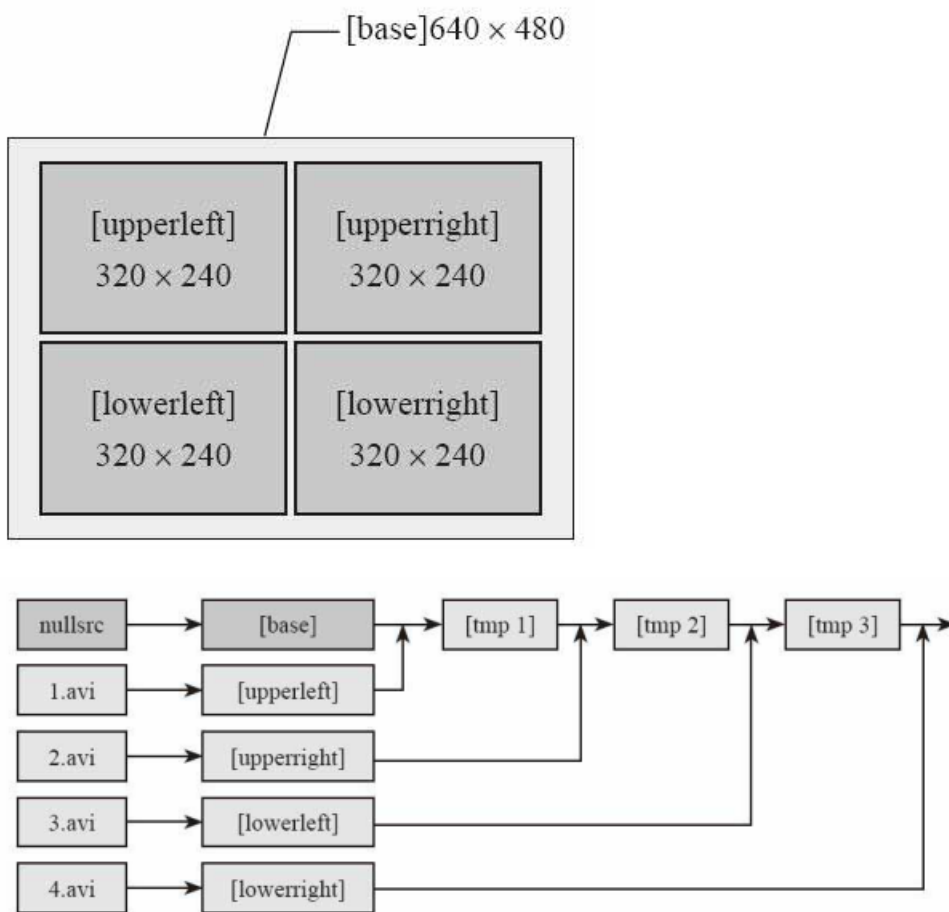 [base]640 × 480
[upperleft] [upperright]
320 × 240 320 × 240
[lowerleft] [lowerright]
320 × 240 320 × 240
nullsrc [base] [tmp 1] [tmp 2] [tmp 3]
1.avi [upperleft]
2.avi [upperright]
3.avi [lowerleft]
4.avi [lowerright]